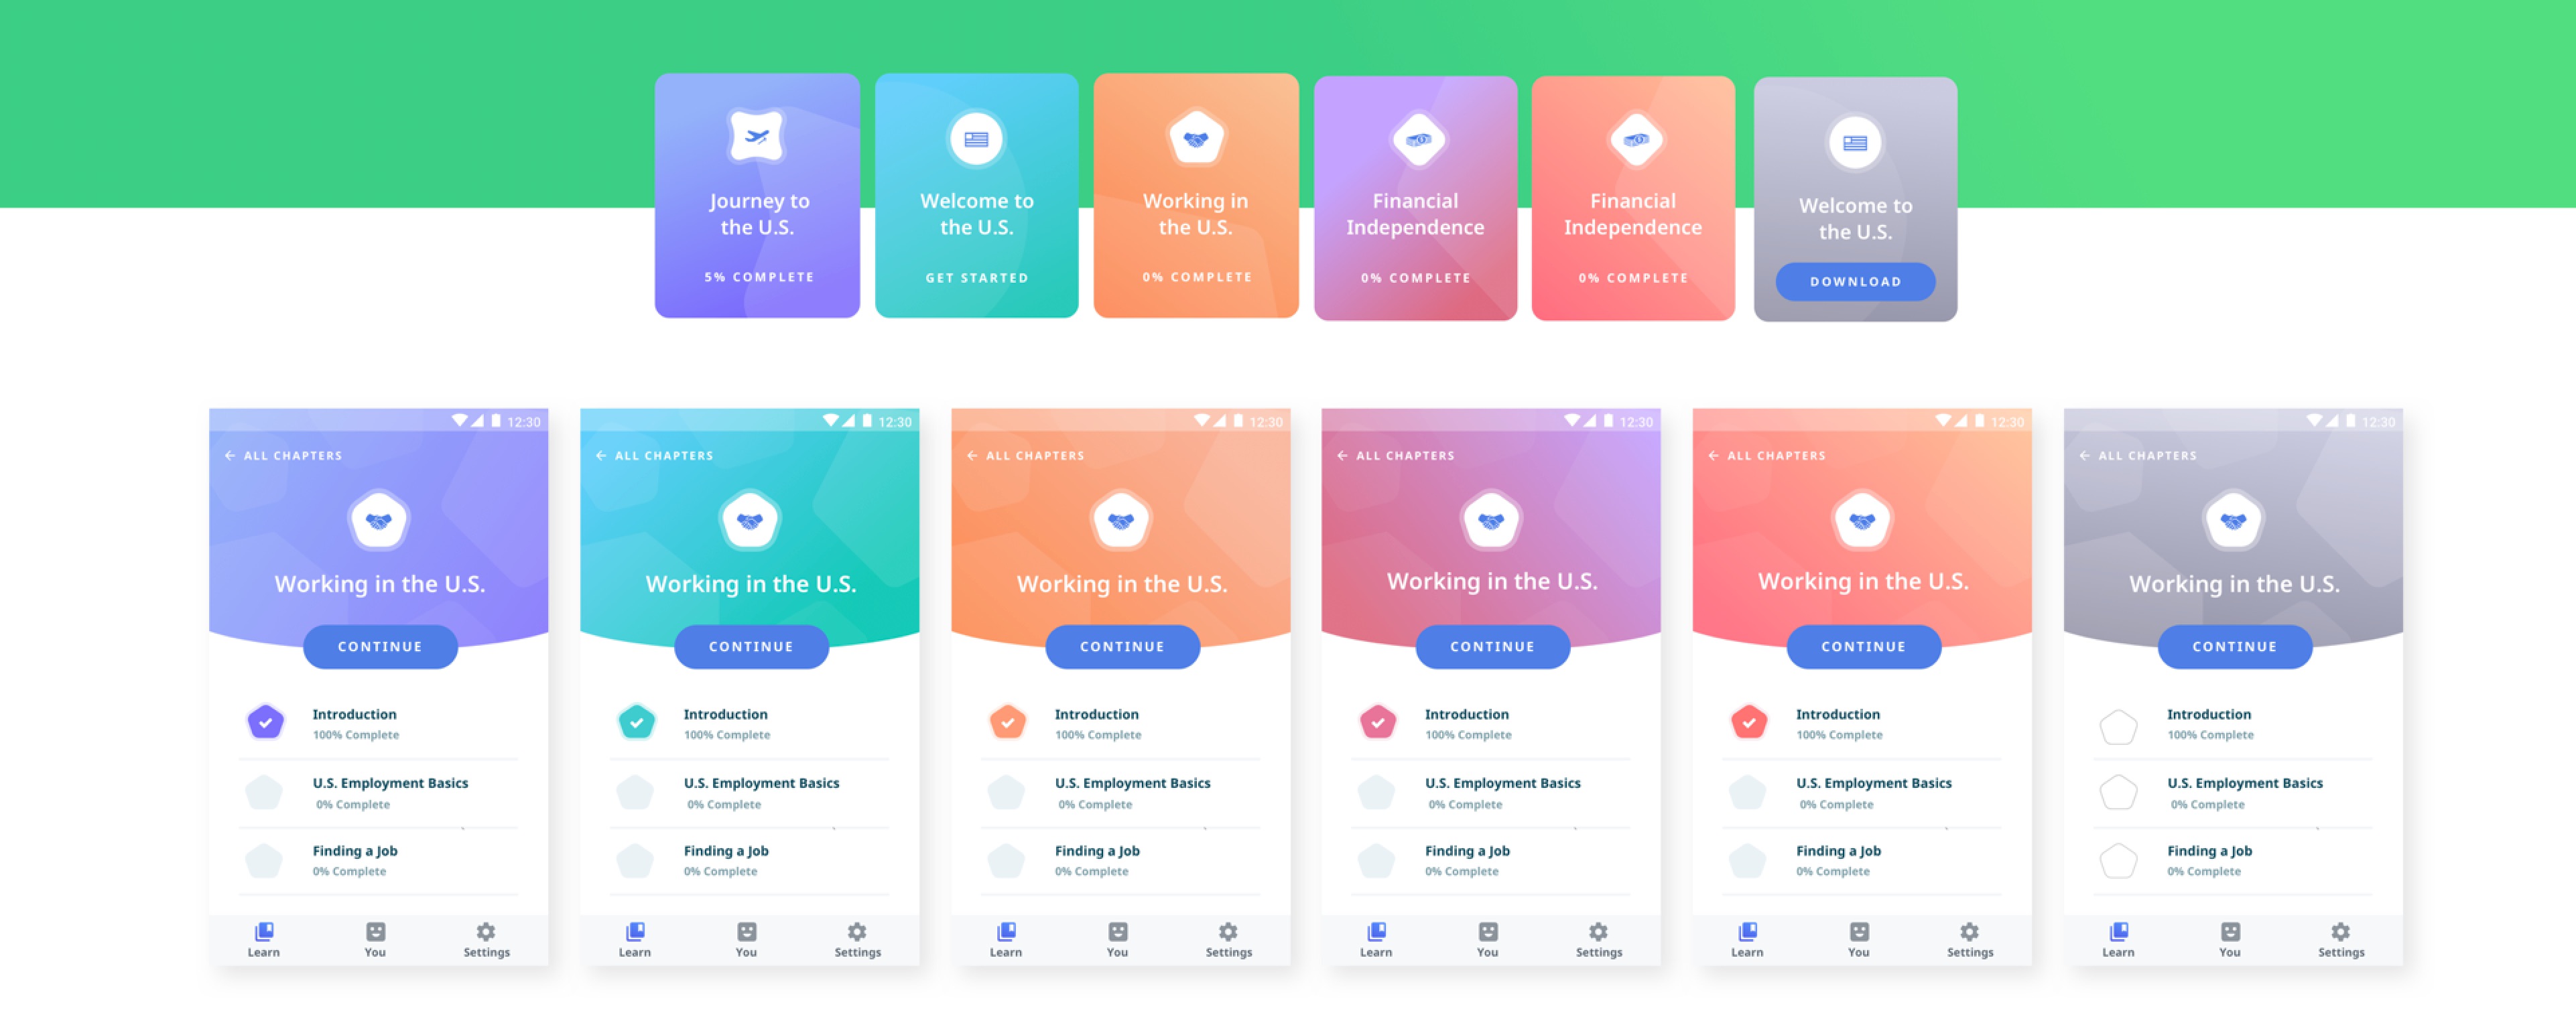 Journey to
the U.S.
5% COMPLETE
Welcome to
the U.S.
GET STARTED
Working in
the U.S.
0% COMPLETE
Financial
Independence
0% COMPLETE
Financial
Independence
0% COMPLETE
Welcome to
the U.S.
DOWNLOAD
12:30
← ALL CHAPTERS
Working in the U.S.
CONTINUE
Introduction
100% Complete
U.S. Employment Basics
0% Complete
Finding a Job
0% Complete
Learn You Settings
12:30
← ALL CHAPTERS
Working in the U.S.
CONTINUE
Introduction
100% Complete
U.S. Employment Basics
0% Complete
Finding a Job
0% Complete
Learn You Settings
12:30
← ALL CHAPTERS
Working in the U.S.
CONTINUE
Introduction
100% Complete
U.S. Employment Basics
0% Complete
Finding a Job
0% Complete
Learn You Settings
12:30
← ALL CHAPTERS
Working in the U.S.
CONTINUE
Introduction
100% Complete
U.S. Employment Basics
0% Complete
Finding a Job
0% Complete
Learn You Settings
12:30
← ALL CHAPTERS
Working in the U.S.
CONTINUE
Introduction
100% Complete
U.S. Employment Basics
0% Complete
Finding a Job
0% Complete
Learn You Settings
12:30
← ALL CHAPTERS
Working in the U.S.
CONTINUE
Introduction
100% Complete
U.S. Employment Basics
0% Complete
Finding a Job
0% Complete
Learn You Settings